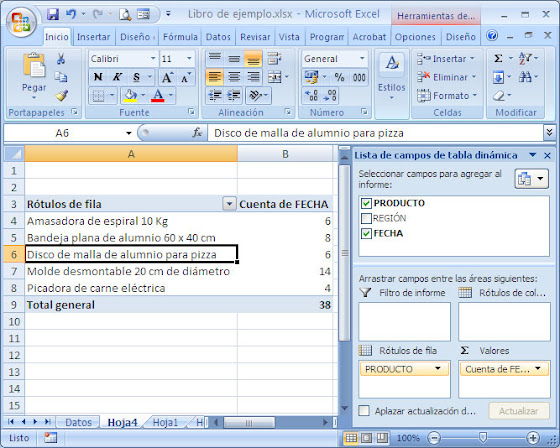 Libro de ejemplo.xlsx - Microsoft Excel
Herramientas de...
Inicio Insertar Diseño Fórmulas Datos Revisar Vista Progra Acrobat Opciones Diseño
Calibri 11 General Insertar
Pegar N K S A A % 000 Estilos Eliminar
A Formato
Portapapeles Fuente Alineación Número Celdas Modificar
A6 fx Disco de malla de alumnio para pizza
A B
1
2
3 Rótulos de fila Cuenta de FECHA
4 Amasadora de espiral 10 Kg 6
5 Bandeja plana de alumnio 60 x 40 cm 8
6 Disco de malla de alumnio para pizza 6
7 Molde desmontable 20 cm de diámetro 14
8 Picadora de carne eléctrica 4
9 Total general 38
10
11
12
13
14
15
Lista de campos de tabla dinámica
Seleccionar campos para agregar al
informe:
PRODUCTO
REGIÓN
FECHA
Arrastrar campos entre las áreas siguientes:
Filtro de informe Rótulos de col...
Rótulos de fila Σ Valores
PRODUCTO Cuenta de FE...
Aplazar actualización d... Actualizar
Datos Hoja4 Hoja1 H
Listo 100%